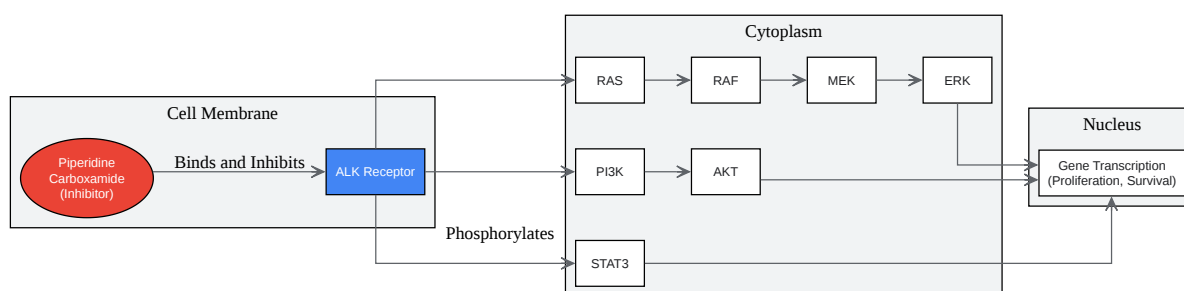 Cytoplasm
RAS
RAF
MEK
ERK
Cell Membrane
Nucleus
Piperidine
Carboxamide
(Inhibitor)
Binds and Inhibits
ALK Receptor
PI3K
AKT
Gene Transcription
(Proliferation, Survival)
Phosphorylates
STAT3